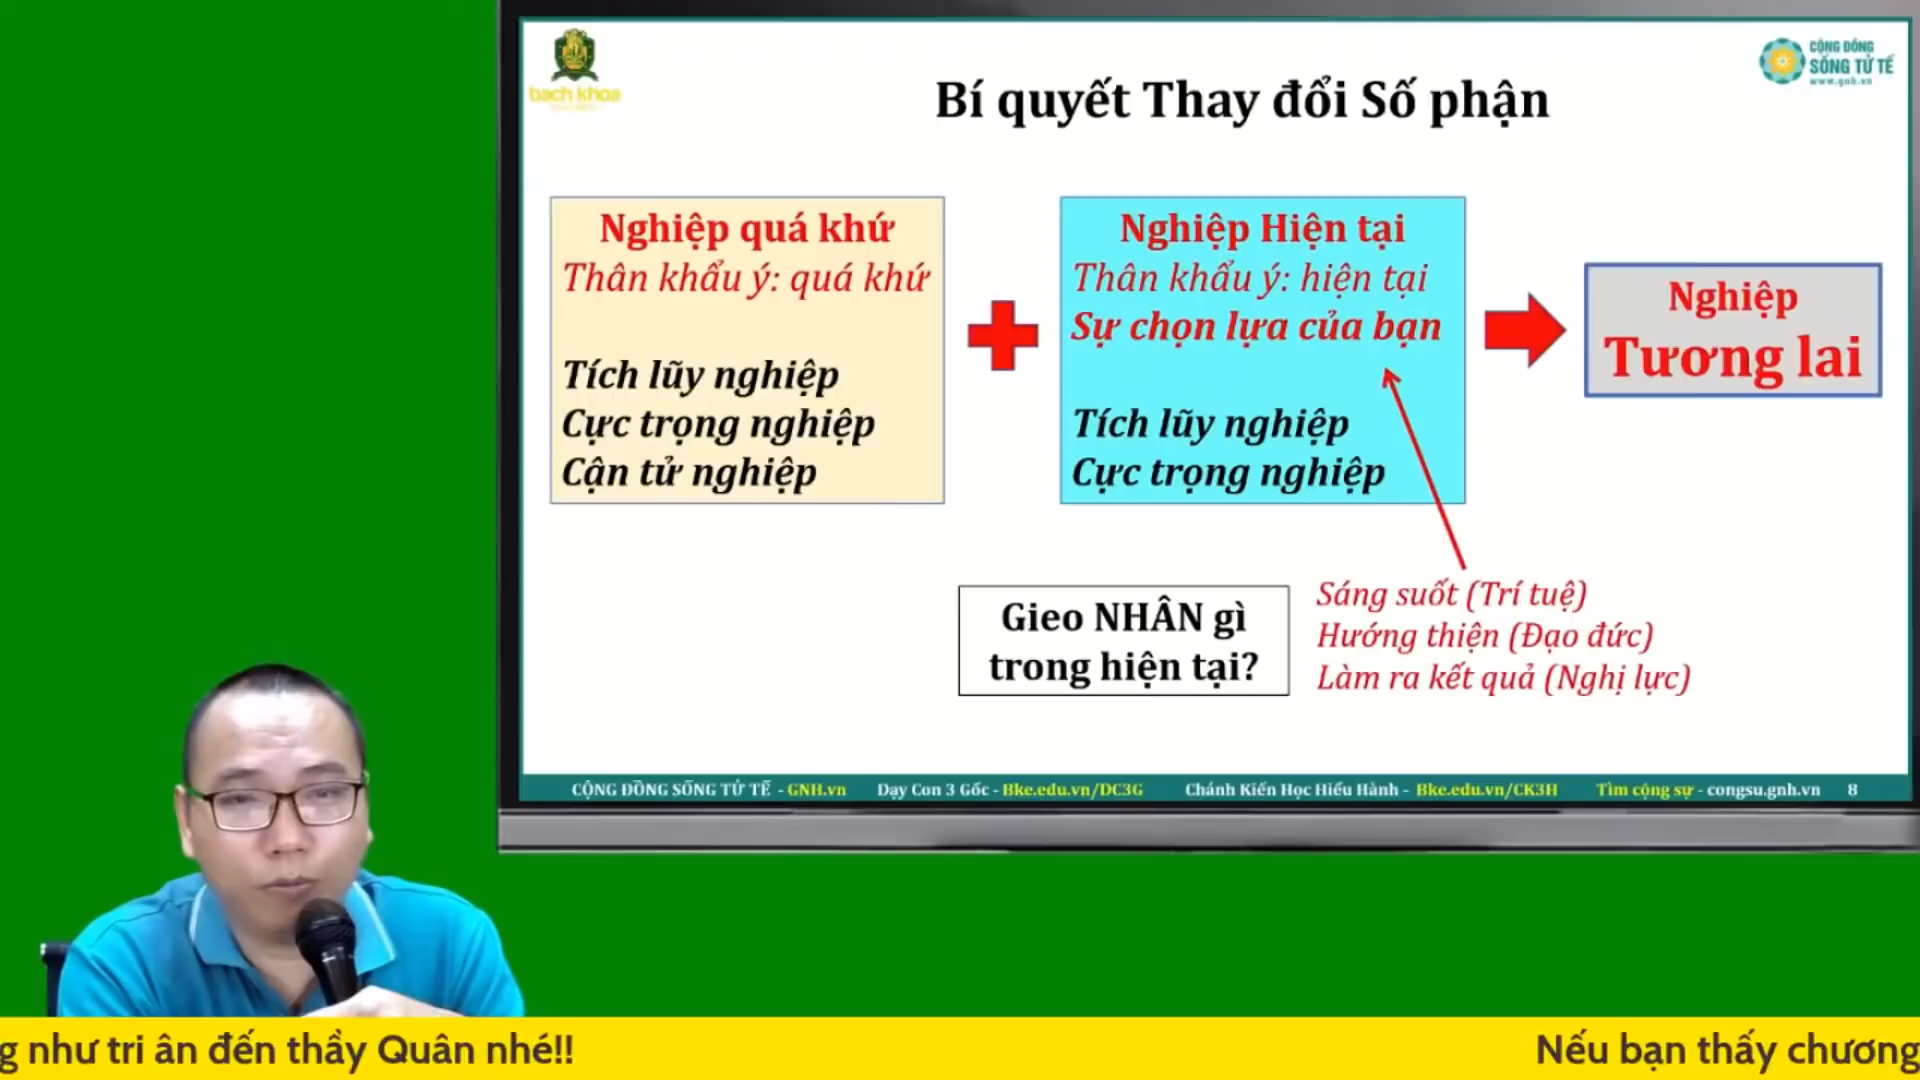 bach khoa
CỘNG ĐỒNG
SỐNG TỬ TẾ
www.gnh.vn
Bí quyết Thay đổi Số phận
Nghiệp quá khứ
Thân khẩu ý: quá khứ
Tích lũy nghiệp
Cực trọng nghiệp
Cận tử nghiệp
Nghiệp Hiện tại
Thân khẩu ý: hiện tại
Sự chọn lựa của bạn
Tích lũy nghiệp
Cực trọng nghiệp
Nghiệp
Tương lai
Gieo NHÂN gì
trong hiện tại?
Sáng suốt (Trí tuệ)
Hướng thiện (Đạo đức)
Làm ra kết quả (Nghị lực)
CỘNG ĐỒNG SỐNG TỬ TẾ - GNH.vn Dạy Con 3 Gốc - Bke.edu.vn/DC3G Chánh Kiến Học Hiểu Hành - Bke.edu.vn/CK3H Tìm cộng sự - congsu.gnh.vn 8
g như tri ân đến thầy Quân nhé!! Nếu bạn thấy chương